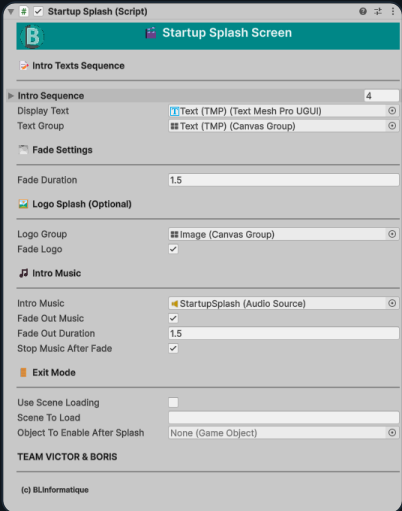 Startup Splash (Script)
B
Startup Splash Screen
Intro Texts Sequence
Intro Sequence 4
Display Text Text (TMP) (Text Mesh Pro UGUI)
Text Group Text (TMP) (Canvas Group)
Fade Settings
Fade Duration 1.5
Logo Splash (Optional)
Logo Group Image (Canvas Group)
Fade Logo
Intro Music
Intro Music StartupSplash (Audio Source)
Fade Out Music
Fade Out Duration 1.5
Stop Music After Fade
Exit Mode
Use Scene Loading
Scene To Load
Object To Enable After Splash None (Game Object)
TEAM VICTOR & BORIS
(c) BLInformatique